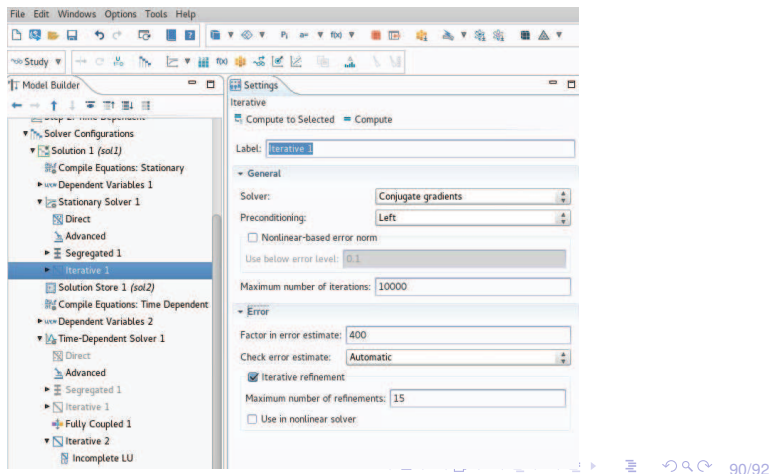 File Edit Windows Options Tools Help
Pi a= f(x)
Study f(x)
Model Builder
Step 2: Time Dependent
Solver Configurations
Solution 1 (sol1)
Compile Equations: Stationary
Dependent Variables 1
Stationary Solver 1
Direct
Advanced
Segregated 1
Iterative 1
Solution Store 1 (sol2)
Compile Equations: Time Dependent
Dependent Variables 2
Time-Dependent Solver 1
Direct
Advanced
Segregated 1
Iterative 1
Fully Coupled 1
Iterative 2
Incomplete LU
Settings
Iterative
Compute to Selected = Compute
Label: Iterative 1
General
Solver: Conjugate gradients
Preconditioning: Left
Nonlinear-based error norm
Use below error level: 0.1
Maximum number of iterations: 10000
Error
Factor in error estimate: 400
Check error estimate: Automatic
Iterative refinement
Maximum number of refinements: 15
Use in nonlinear solver
90/92